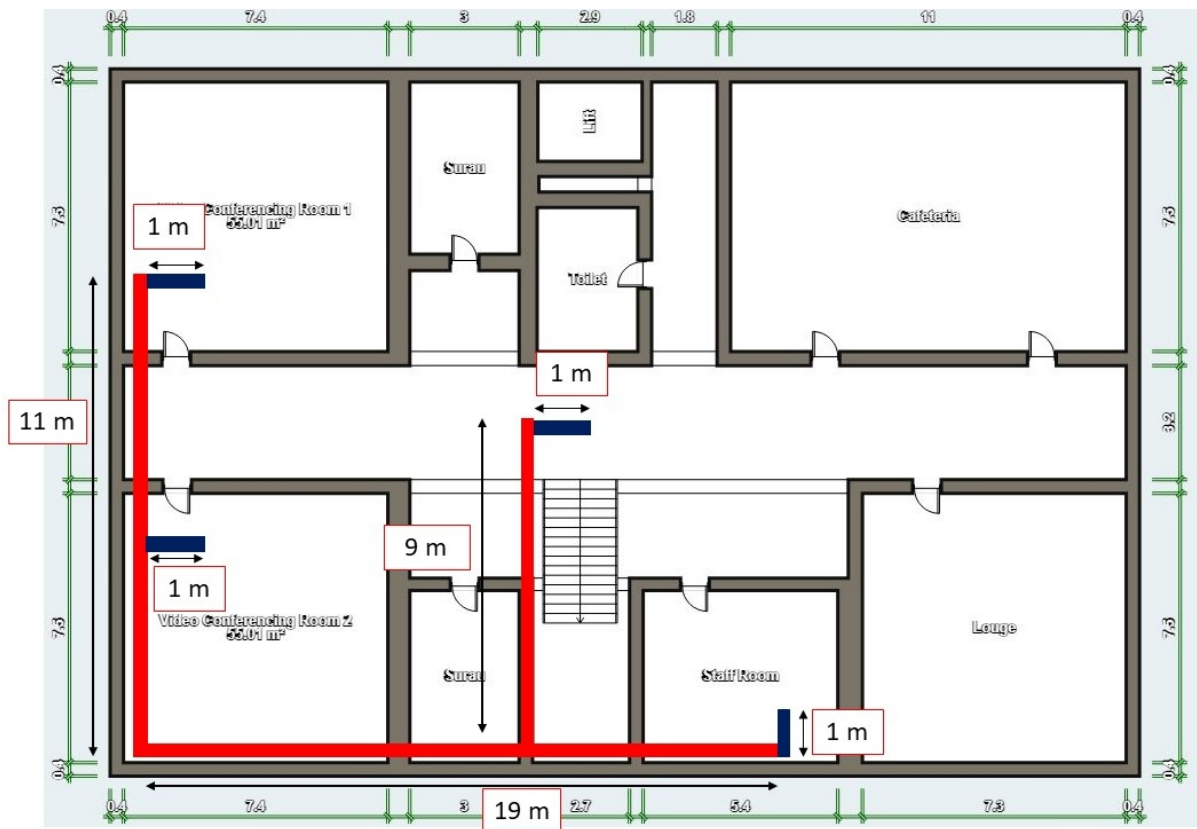 0.4 7.4 3 2.9 1.8 11 0.4
0.4
0.4
Lift
Surau
Conferencing Room 1
55.01 m²
7.3
Cafeteria
7.3
1 m
Toilet
1 m
11 m
3.2
9 m
1 m
Video Conferencing Room 2
55.01 m²
7.3
Louge
7.3
Surau
Staff Room
1 m
0.4
0.4
0.4 7.4 3 2.7 5.4 7.3 0.4
19 m